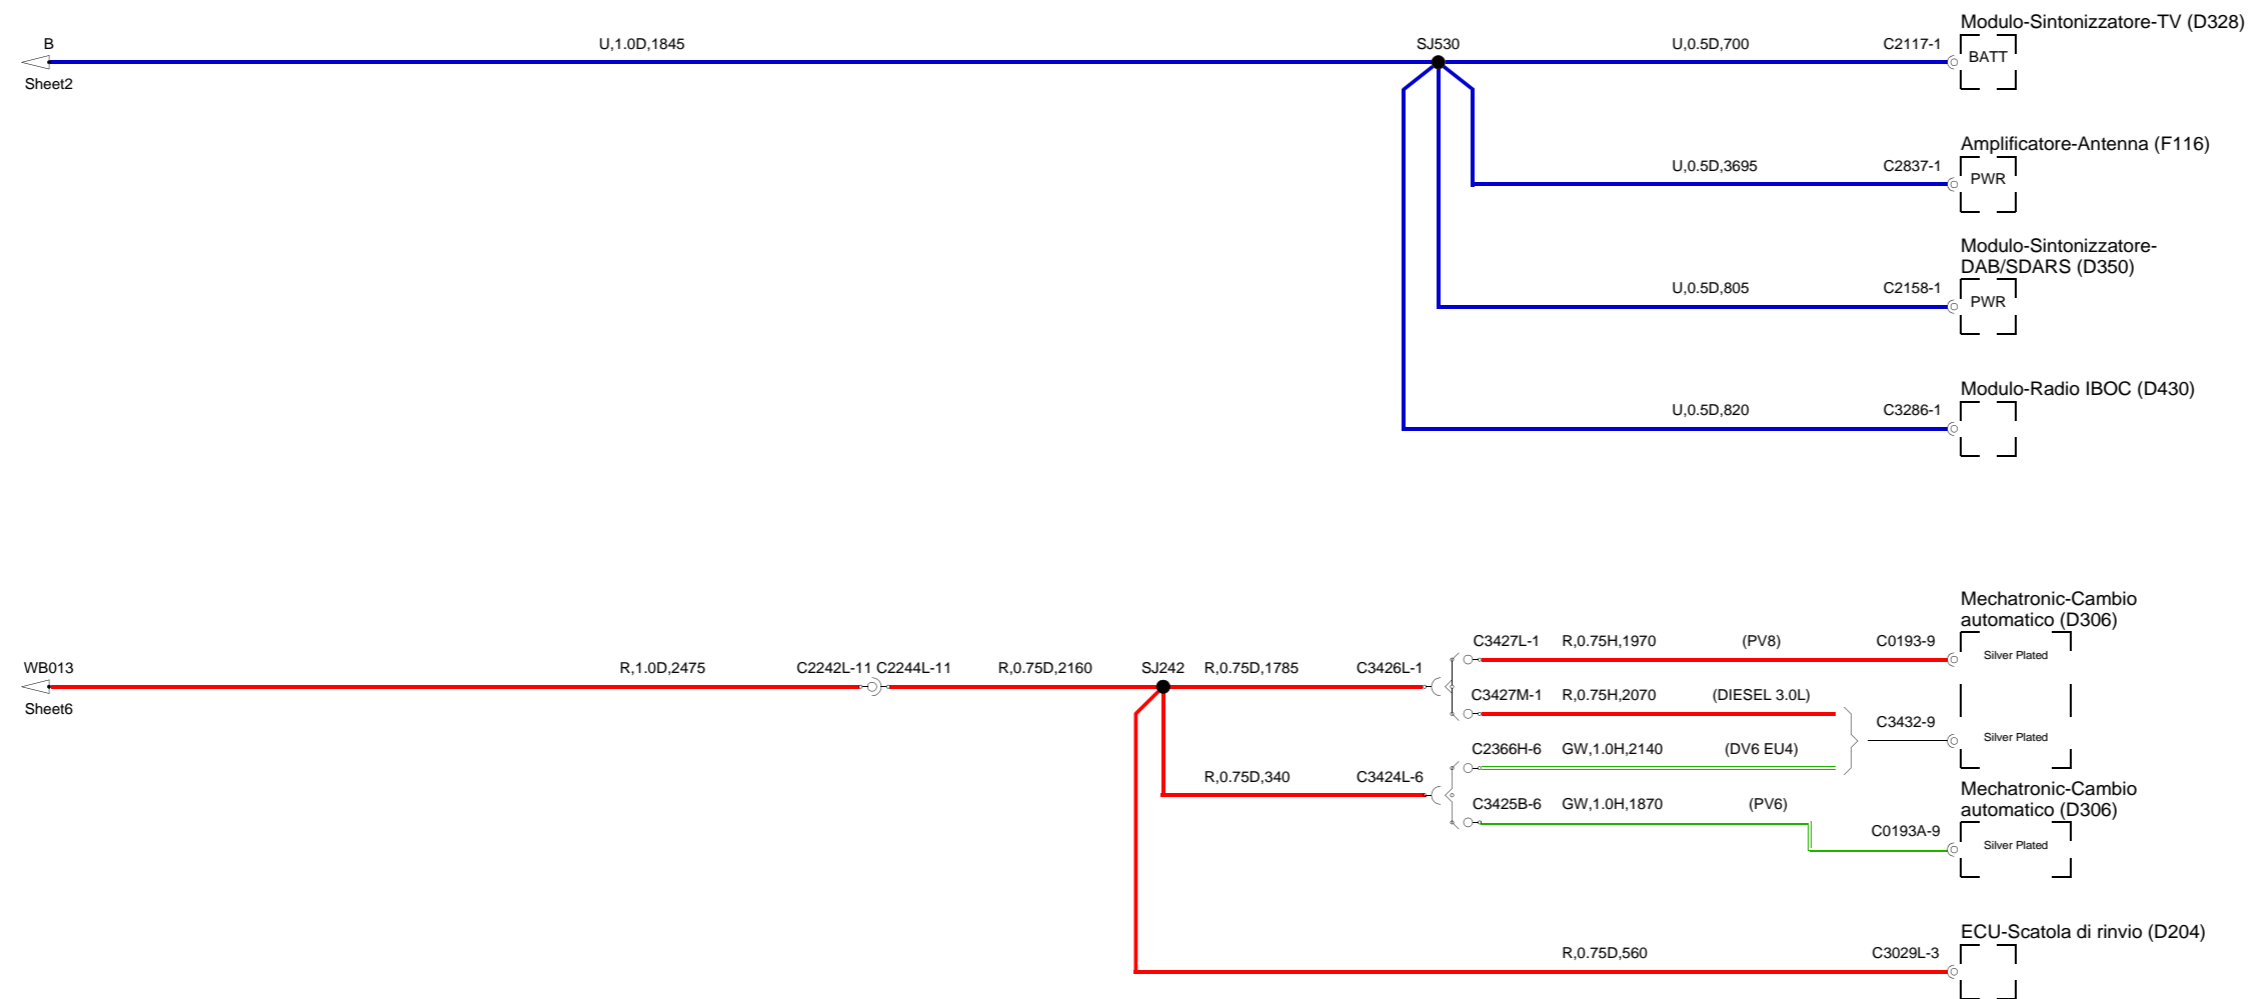 B
U,1.0D,1845
SJ530
U,0.5D,700
C2117-1
Modulo-Sintonizzatore-TV (D328)
BATT
Sheet2
Amplificatore-Antenna (F116)
U,0.5D,3695
C2837-1
PWR
Modulo-Sintonizzatore-
DAB/SDARS (D350)
U,0.5D,805
C2158-1
PWR
Modulo-Radio IBOC (D430)
U,0.5D,820
C3286-1
Mechatronic-Cambio
automatico (D306)
C3427L-1
R,0.75H,1970
(PV8)
C0193-9
Silver Plated
WB013
R,1.0D,2475
C2242L-11
C2244L-11
R,0.75D,2160
SJ242
R,0.75D,1785
C3426L-1
Sheet6
C3427M-1
R,0.75H,2070
(DIESEL 3.0L)
C3432-9
Silver Plated
C2366H-6
GW,1.0H,2140
(DV6 EU4)
R,0.75D,340
C3424L-6
Mechatronic-Cambio
automatico (D306)
C3425B-6
GW,1.0H,1870
(PV6)
C0193A-9
Silver Plated
ECU-Scatola di rinvio (D204)
R,0.75D,560
C3029L-3